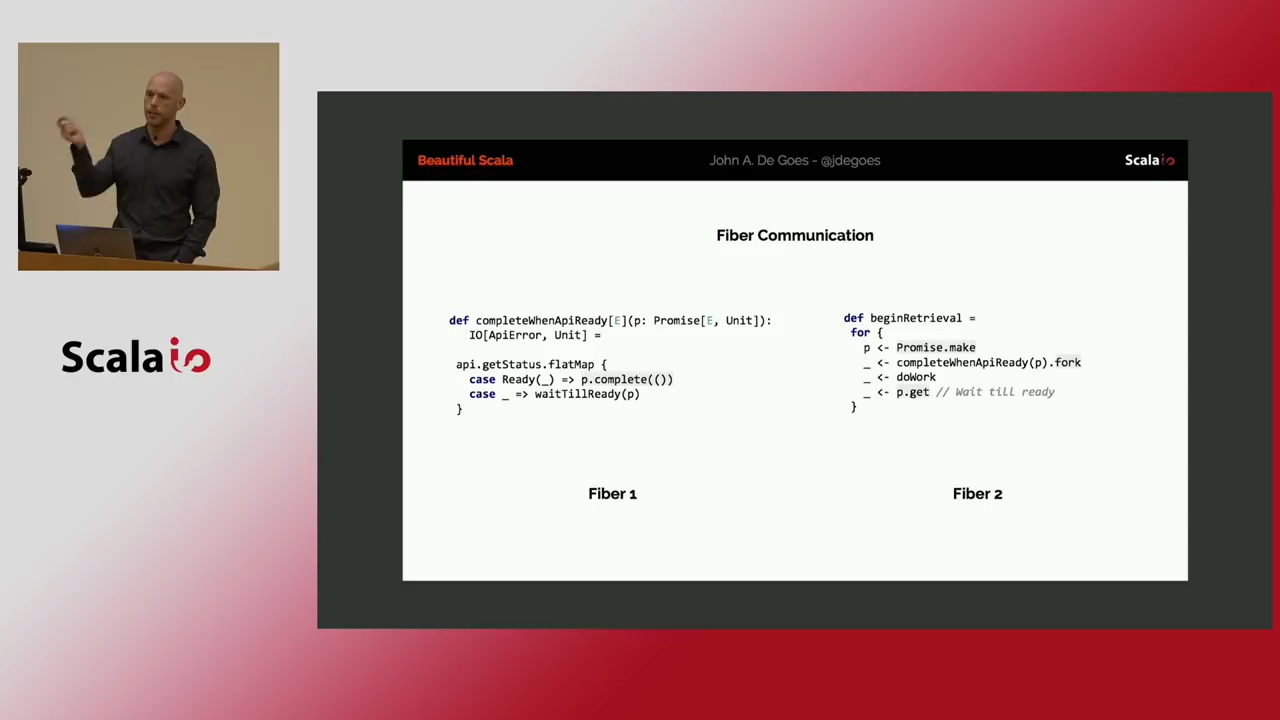 Beautiful Scala
John A. De Goes - @jdegoes
Scalaio
Fiber Communication
def completeWhenApiReady[E](p: Promise[E, Unit]):
IO[ApiError, Unit] =
api.getStatus.flatMap {
case Ready(_) => p.complete(())
case _ => waitTillReady(p)
}
Fiber 1
def beginRetrieval =
for {
p <- Promise.make
_ <- completeWhenApiReady(p).fork
_ <- doWork
_ <- p.get // Wait till ready
}
Fiber 2
Scalaio